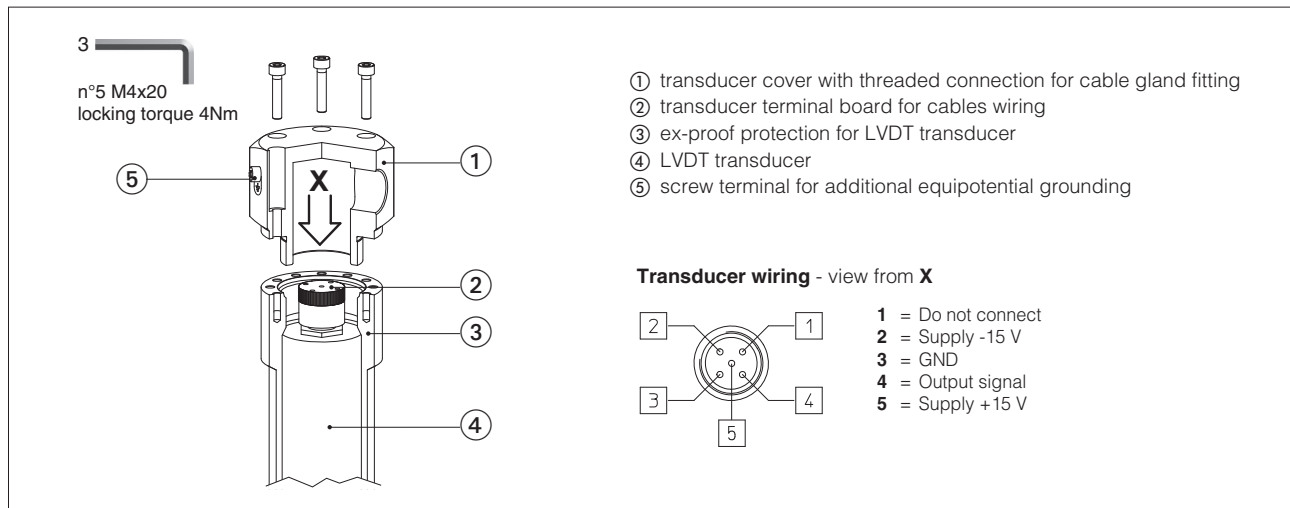 3
n°5 M4x20
locking torque 4Nm
5
1
X
2
3
4
① transducer cover with threaded connection for cable gland fitting
② transducer terminal board for cables wiring
③ ex-proof protection for LVDT transducer
④ LVDT transducer
⑤ screw terminal for additional equipotential grounding
Transducer wiring - view from X
2
1
3
4
5
1 = Do not connect
2 = Supply -15 V
3 = GND
4 = Output signal
5 = Supply +15 V